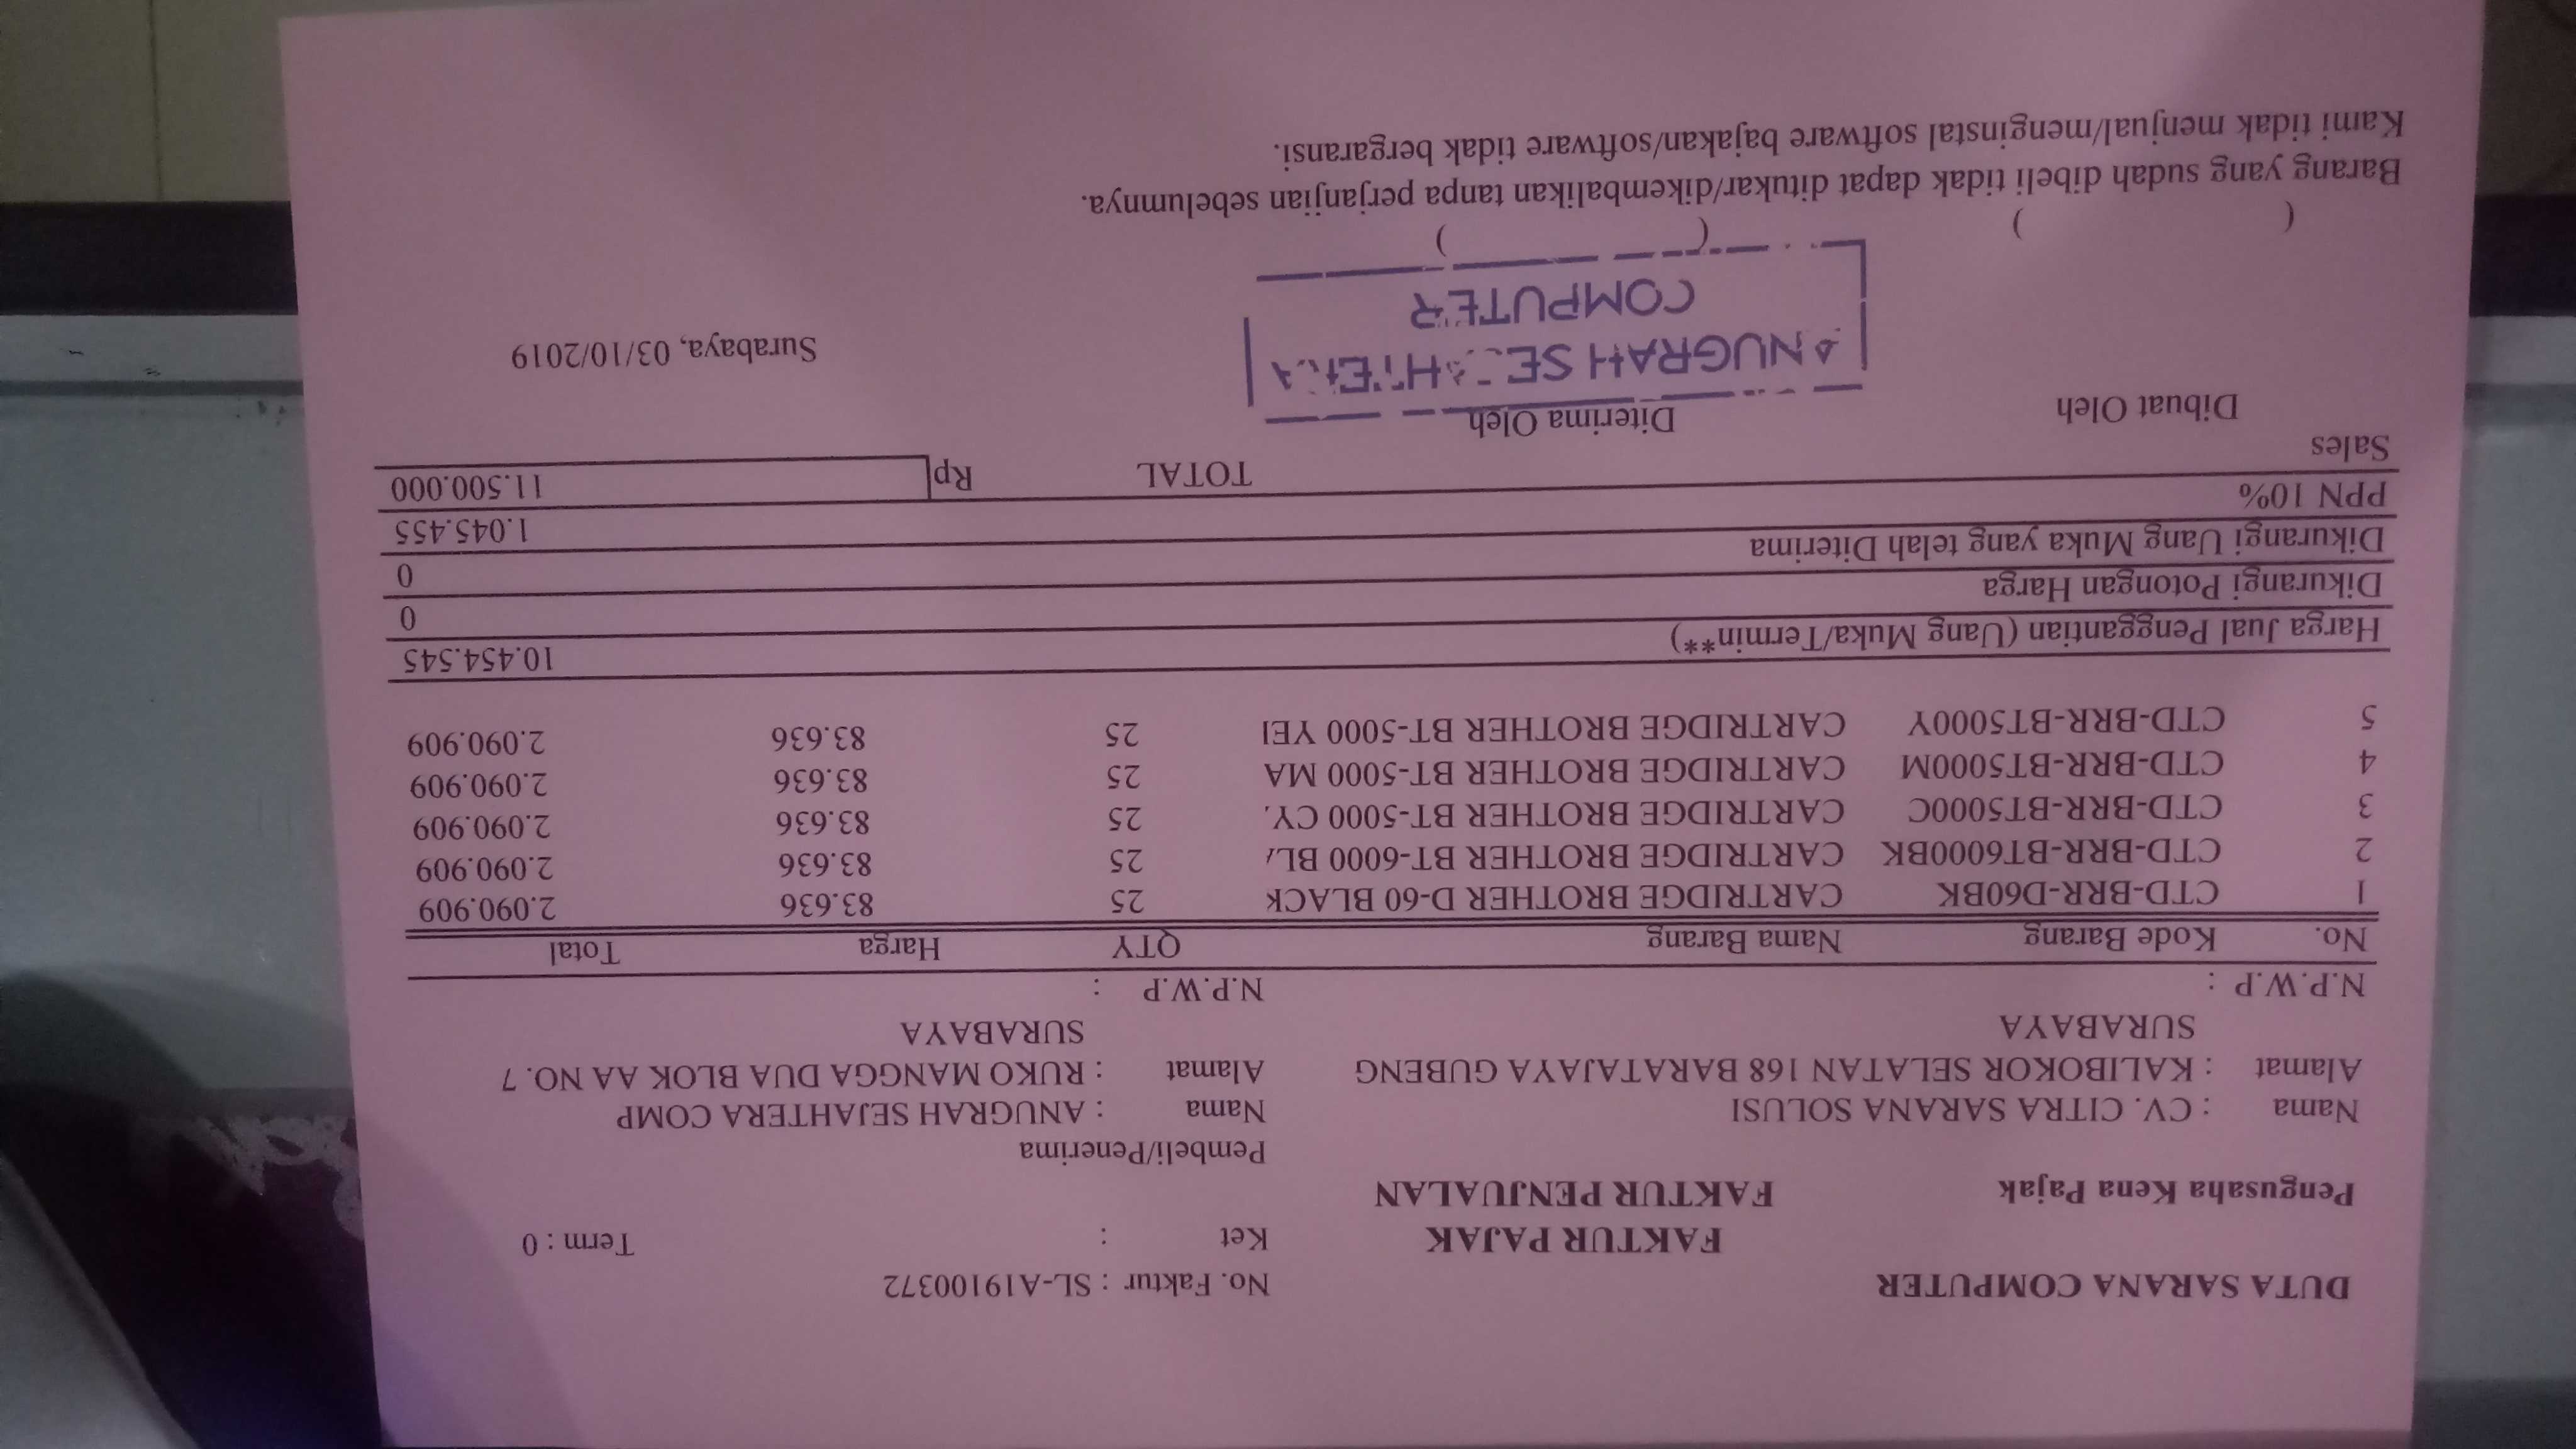 DUTA SARANA COMPUTER No. Faktur : SL-A19100372
FAKTUR PAJAK Ket : Term : 0
Pengusaha Kena Pajak FAKTUR PENJUALAN
Pembeli/Penerima
Nama : CV. CITRA SARANA SOLUSI Nama : ANUGRAH SEJAHTERA COMP
Alamat : KALIBOKOR SELATAN 168 BARATAJAYA GUBENG Alamat : RUKO MANGGA DUA BLOK AA NO. 7
SURABAYA SURABAYA
N.P.W.P : N.P.W.P :
No. Kode Barang Nama Barang QTY Harga Total
1 CTD-BRR-D60BK CARTRIDGE BROTHER D-60 BLACK 25 83.636 2.090.909
2 CTD-BRR-BT6000BK CARTRIDGE BROTHER BT-6000 BL 25 83.636 2.090.909
3 CTD-BRR-BT5000C CARTRIDGE BROTHER BT-5000 CY 25 83.636 2.090.909
4 CTD-BRR-BT5000M CARTRIDGE BROTHER BT-5000 MA 25 83.636 2.090.909
5 CTD-BRR-BT5000Y CARTRIDGE BROTHER BT-5000 YE 25 83.636 2.090.909
Harga Jual Penggantian (Uang Muka/Termin**) 10.454.545
Dikurangi Potongan Harga 0
Dikurangi Uang Muka yang telah Diterima 0
PPN 10% 1.045.455
Sales TOTAL Rp 11.500.000
Dibuat Oleh Diterima Oleh
Surabaya, 03/10/2019
ANUGRAH SEJAHTERA
COMPUTER
( ) ( )
Barang yang sudah dibeli tidak dapat ditukar/dikembalikan tanpa perjanjian sebelumnya.
Kami tidak menjual/menginstal software bajakan/software tidak bergaransi.